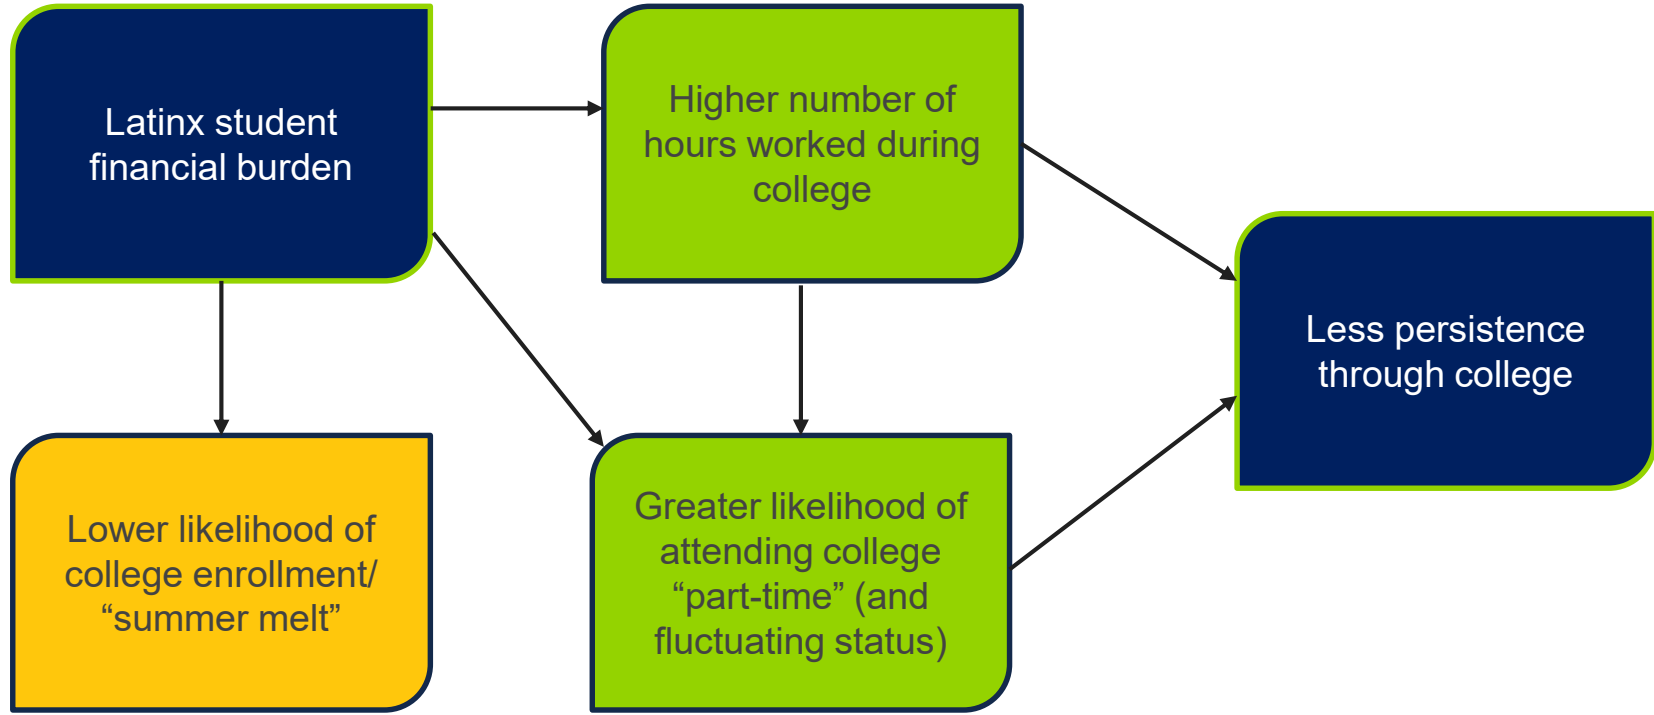 Latinx student
financial burden
Higher number of
hours worked during
college
Less persistence
through college
Lower likelihood of
college enrollment/
“summer melt”
Greater likelihood of
attending college
“part-time” (and
fluctuating status)